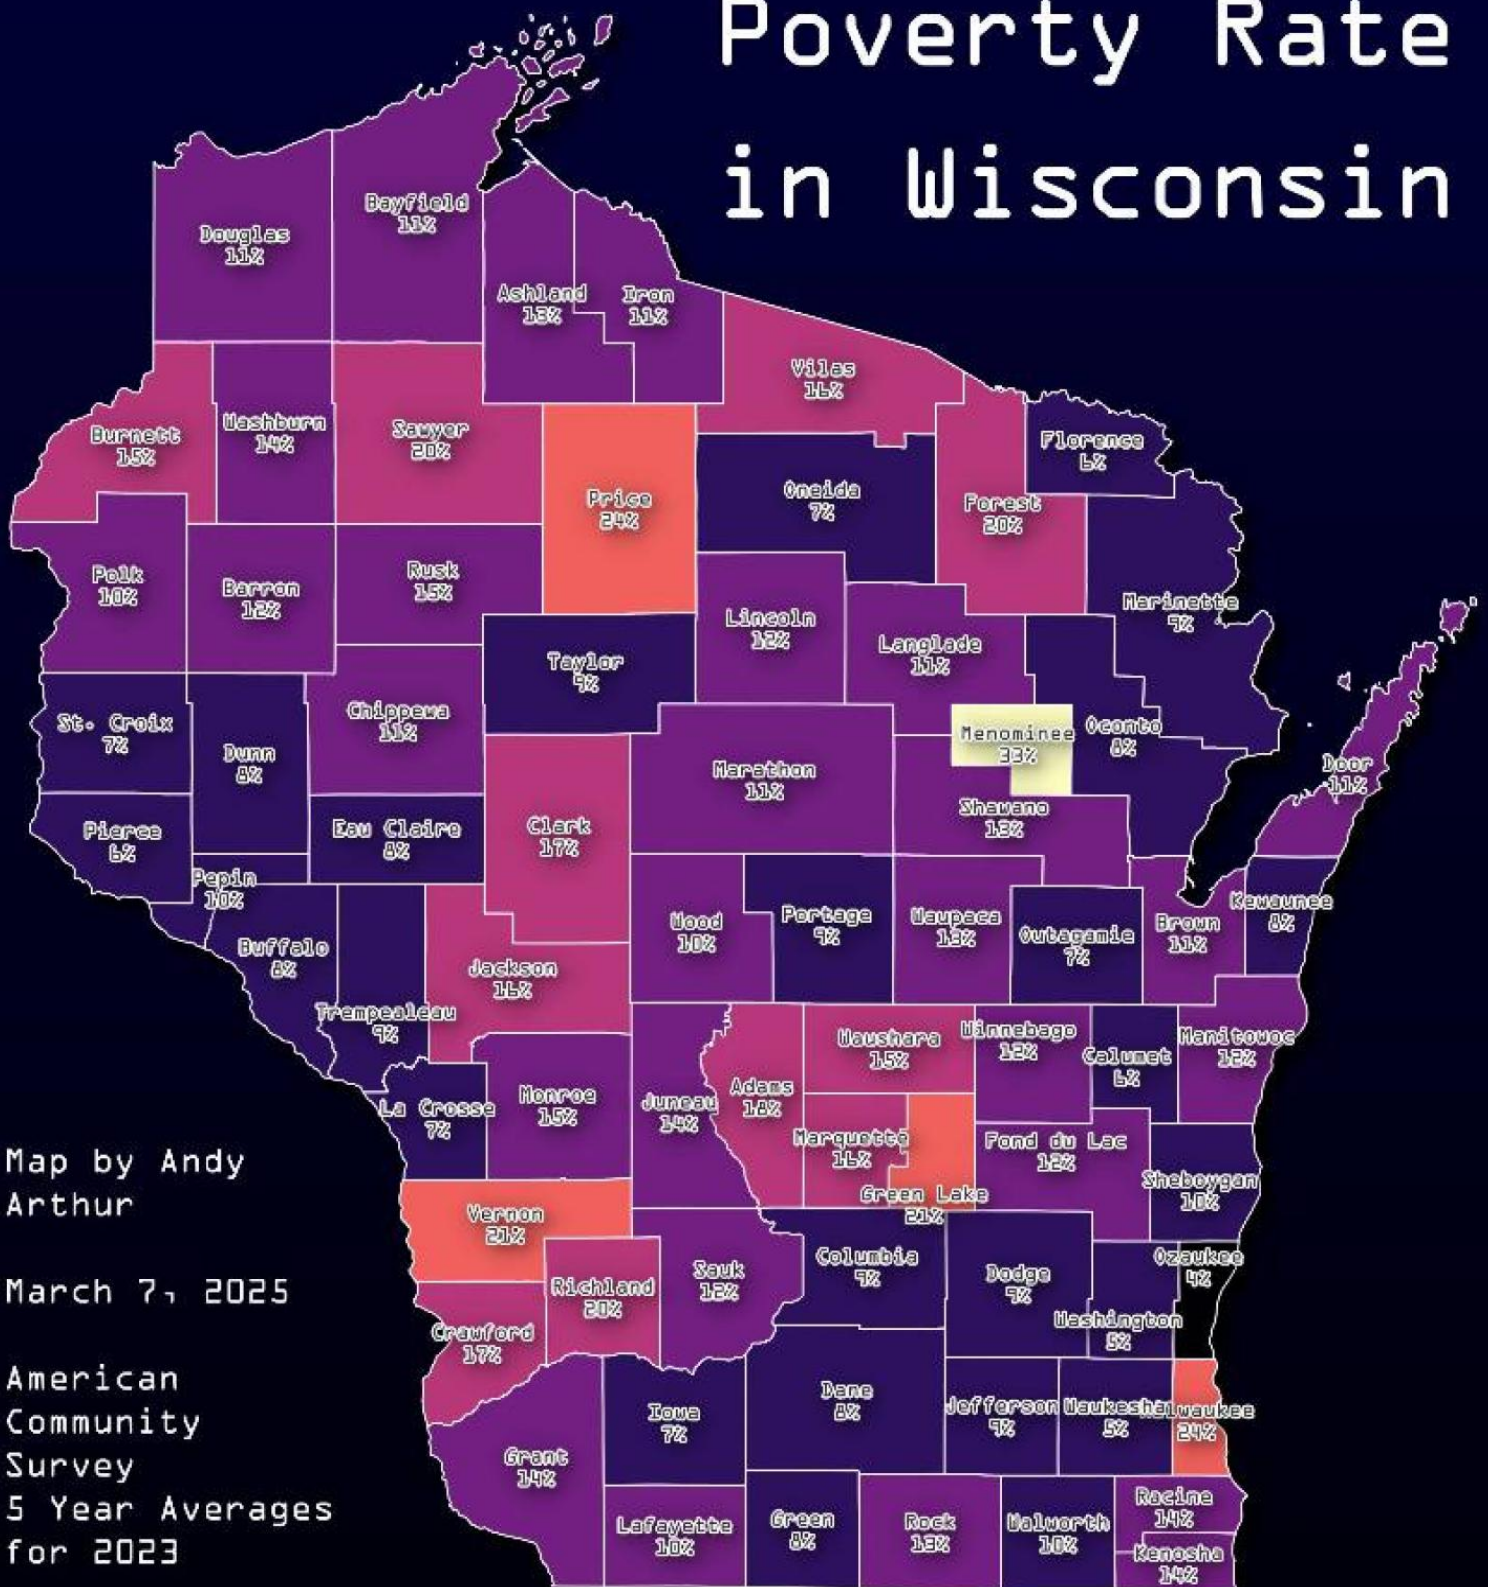 Poverty Rate
in Wisconsin
Bayfield
11%
Douglas
11%
Ashland
13%
Iron
11%
Vilas
16%
Burnett
15%
Washburn
14%
Sawyer
20%
Florence
6%
Price
24%
Oneida
7%
Forest
20%
Polk
10%
Barron
12%
Rusk
15%
Marinette
9%
Lincoln
12%
Langlade
11%
Taylor
9%
St. Croix
7%
Chippewa
11%
Dunn
8%
Menominee
33%
Oconto
8%
Marathon
11%
Door
11%
Shawano
13%
Pierce
6%
Eau Claire
8%
Clark
17%
Pepin
10%
Kewaunee
8%
Wood
10%
Portage
9%
Waupaca
13%
Outagamie
7%
Brown
11%
Buffalo
8%
Jackson
16%
Trempealeau
9%
Waushara
15%
Winnebago
12%
Calumet
6%
Manitowoc
12%
La Crosse
7%
Monroe
15%
Juneau
14%
Adams
18%
Marquette
16%
Fond du Lac
12%
Green Lake
21%
Sheboygan
10%
Vernon
21%
Richland
20%
Sauk
12%
Columbia
9%
Dodge
9%
Ozaukee
4%
Washington
5%
Crawford
17%
Dane
8%
Iowa
7%
Jefferson
9%
Waukesha
5%
24%
Grant
14%
Lafayette
10%
Green
8%
Rock
13%
Walworth
10%
Racine
14%
Kenosha
14%
Map by Andy
Arthur
March 7, 2025
American
Community
Survey
5 Year Averages
for 2023